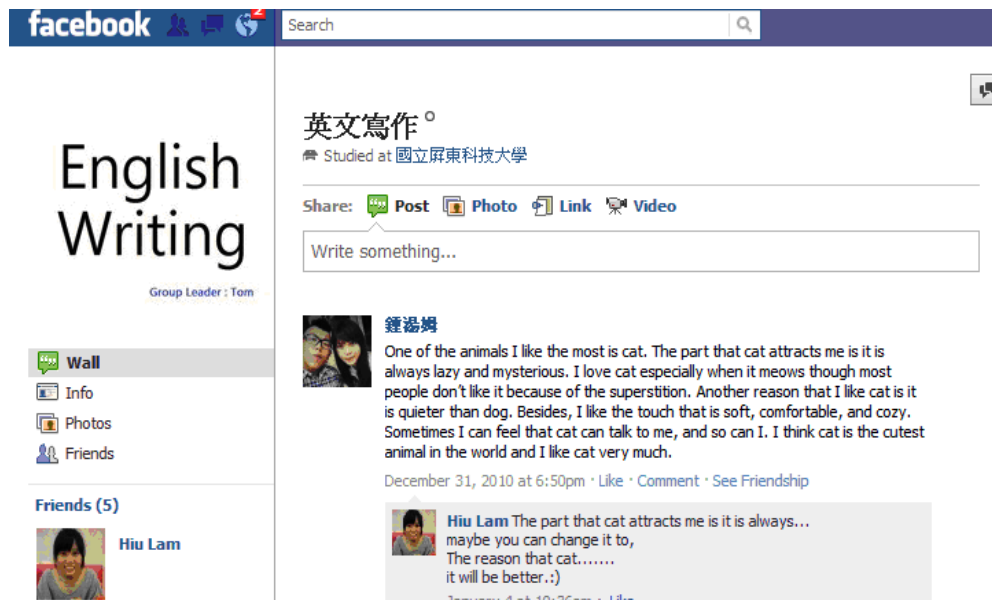 facebook
2
Search
英文寫作。
Studied at 國立屏東科技大學
English
Writing
Group Leader : Tom
Share: Post Photo Link Video
Write something...
Wall
Info
Photos
Friends
Friends (5)
Hiu Lam
鍾湯姆
One of the animals I like the most is cat. The part that cat attracts me is it is
always lazy and mysterious. I love cat especially when it meows though most
people don't like it because of the superstition. Another reason that I like cat is it
is quieter than dog. Besides, I like the touch that is soft, comfortable, and cozy.
Sometimes I can feel that cat can talk to me, and so can I. I think cat is the cutest
animal in the world and I like cat very much.
December 31, 2010 at 6:50pm · Like · Comment · See Friendship
Hiu Lam The part that cat attracts me is it is always...
maybe you can change it to,
The reason that cat.......
it will be better.:)